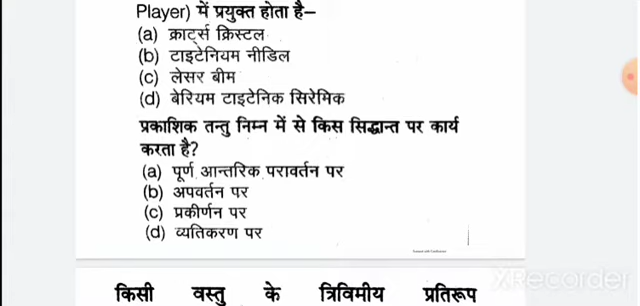 Player) में प्रयुक्त होता है–
(a) क्राट्र्स क्रिस्टल
(b) टाइटेनियम नीडिल
(c) लेसर बीम
(d) बेरियम टाइटेनिक सिरेमिक
प्रकाशिक तन्तु निम्न में से किस सिद्धान्त पर कार्य
करता है?
(a) पूर्ण आन्तरिक परावर्तन पर
(b) अपवर्तन पर
(c) प्रकीर्णन पर
(d) व्यतिकरण पर
किसी वस्तु के त्रिविमीय प्रतिरूप
XRecorder